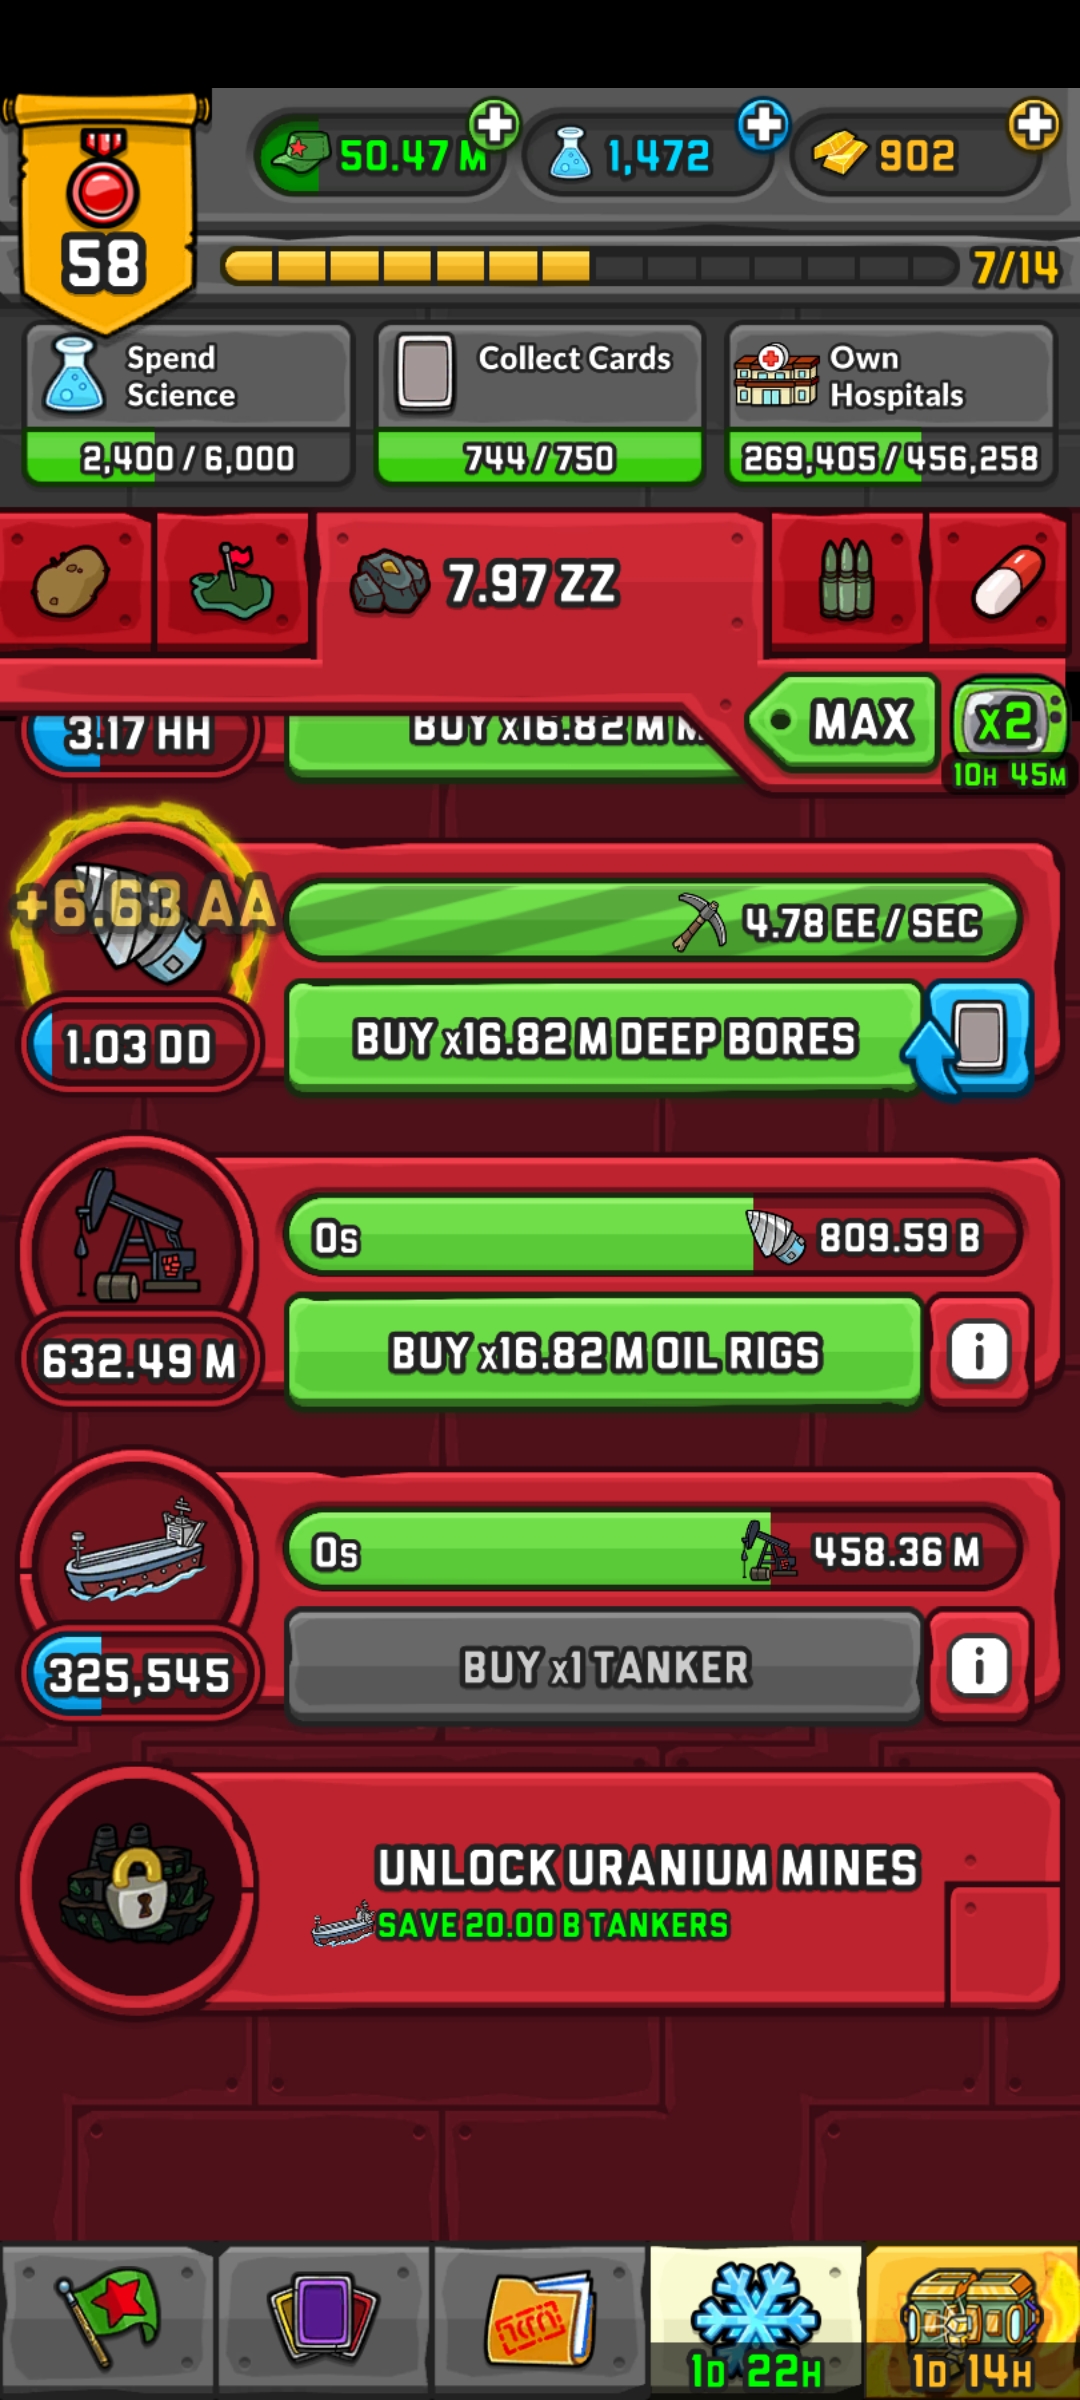 58
50.47 M
1,472
902
7/14
Spend
Science
2,400 / 6,000
Collect Cards
744 / 750
Own
Hospitals
269,405 / 456,258
7.97 ZZ
MAX
x2
10H 45M
3.17 HH
BUY x16.82 M M
+6.63 AA
4.78 EE / SEC
1.03 DD
BUY x16.82 M DEEP BORES
0s
809.59 B
632.49 M
BUY x16.82 M OIL RIGS
i
0s
458.36 M
325,545
BUY x1 TANKER
i
UNLOCK URANIUM MINES
SAVE 20.00 B TANKERS
1D 22H
1D 14H